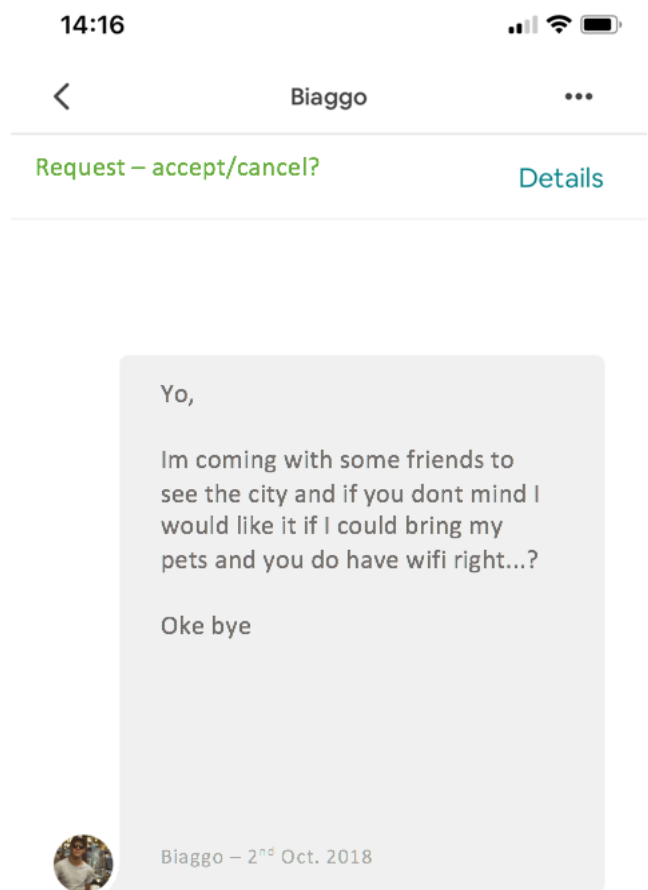 14:16
Biaggo
Request – accept/cancel?
Details
Yo,
Im coming with some friends to
see the city and if you dont mind I
would like it if I could bring my
pets and you do have wifi right...?
Oke bye
Biaggo – 2nd Oct. 2018